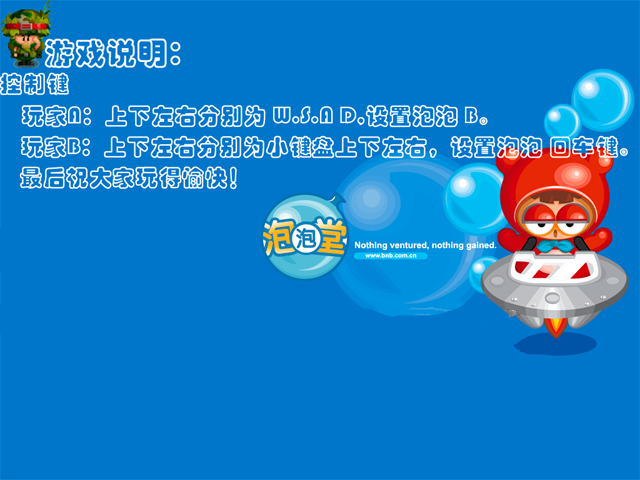 游戏说明：
控制键
玩家A：上下左右分别为 W.S.A D.设置泡泡 B。
玩家B：上下左右分别为小键盘上下左右，设置泡泡 回车键。
最后祝大家玩得愉快！
泡泡堂
Nothing ventured, nothing gained.
www.bnb.com.cn